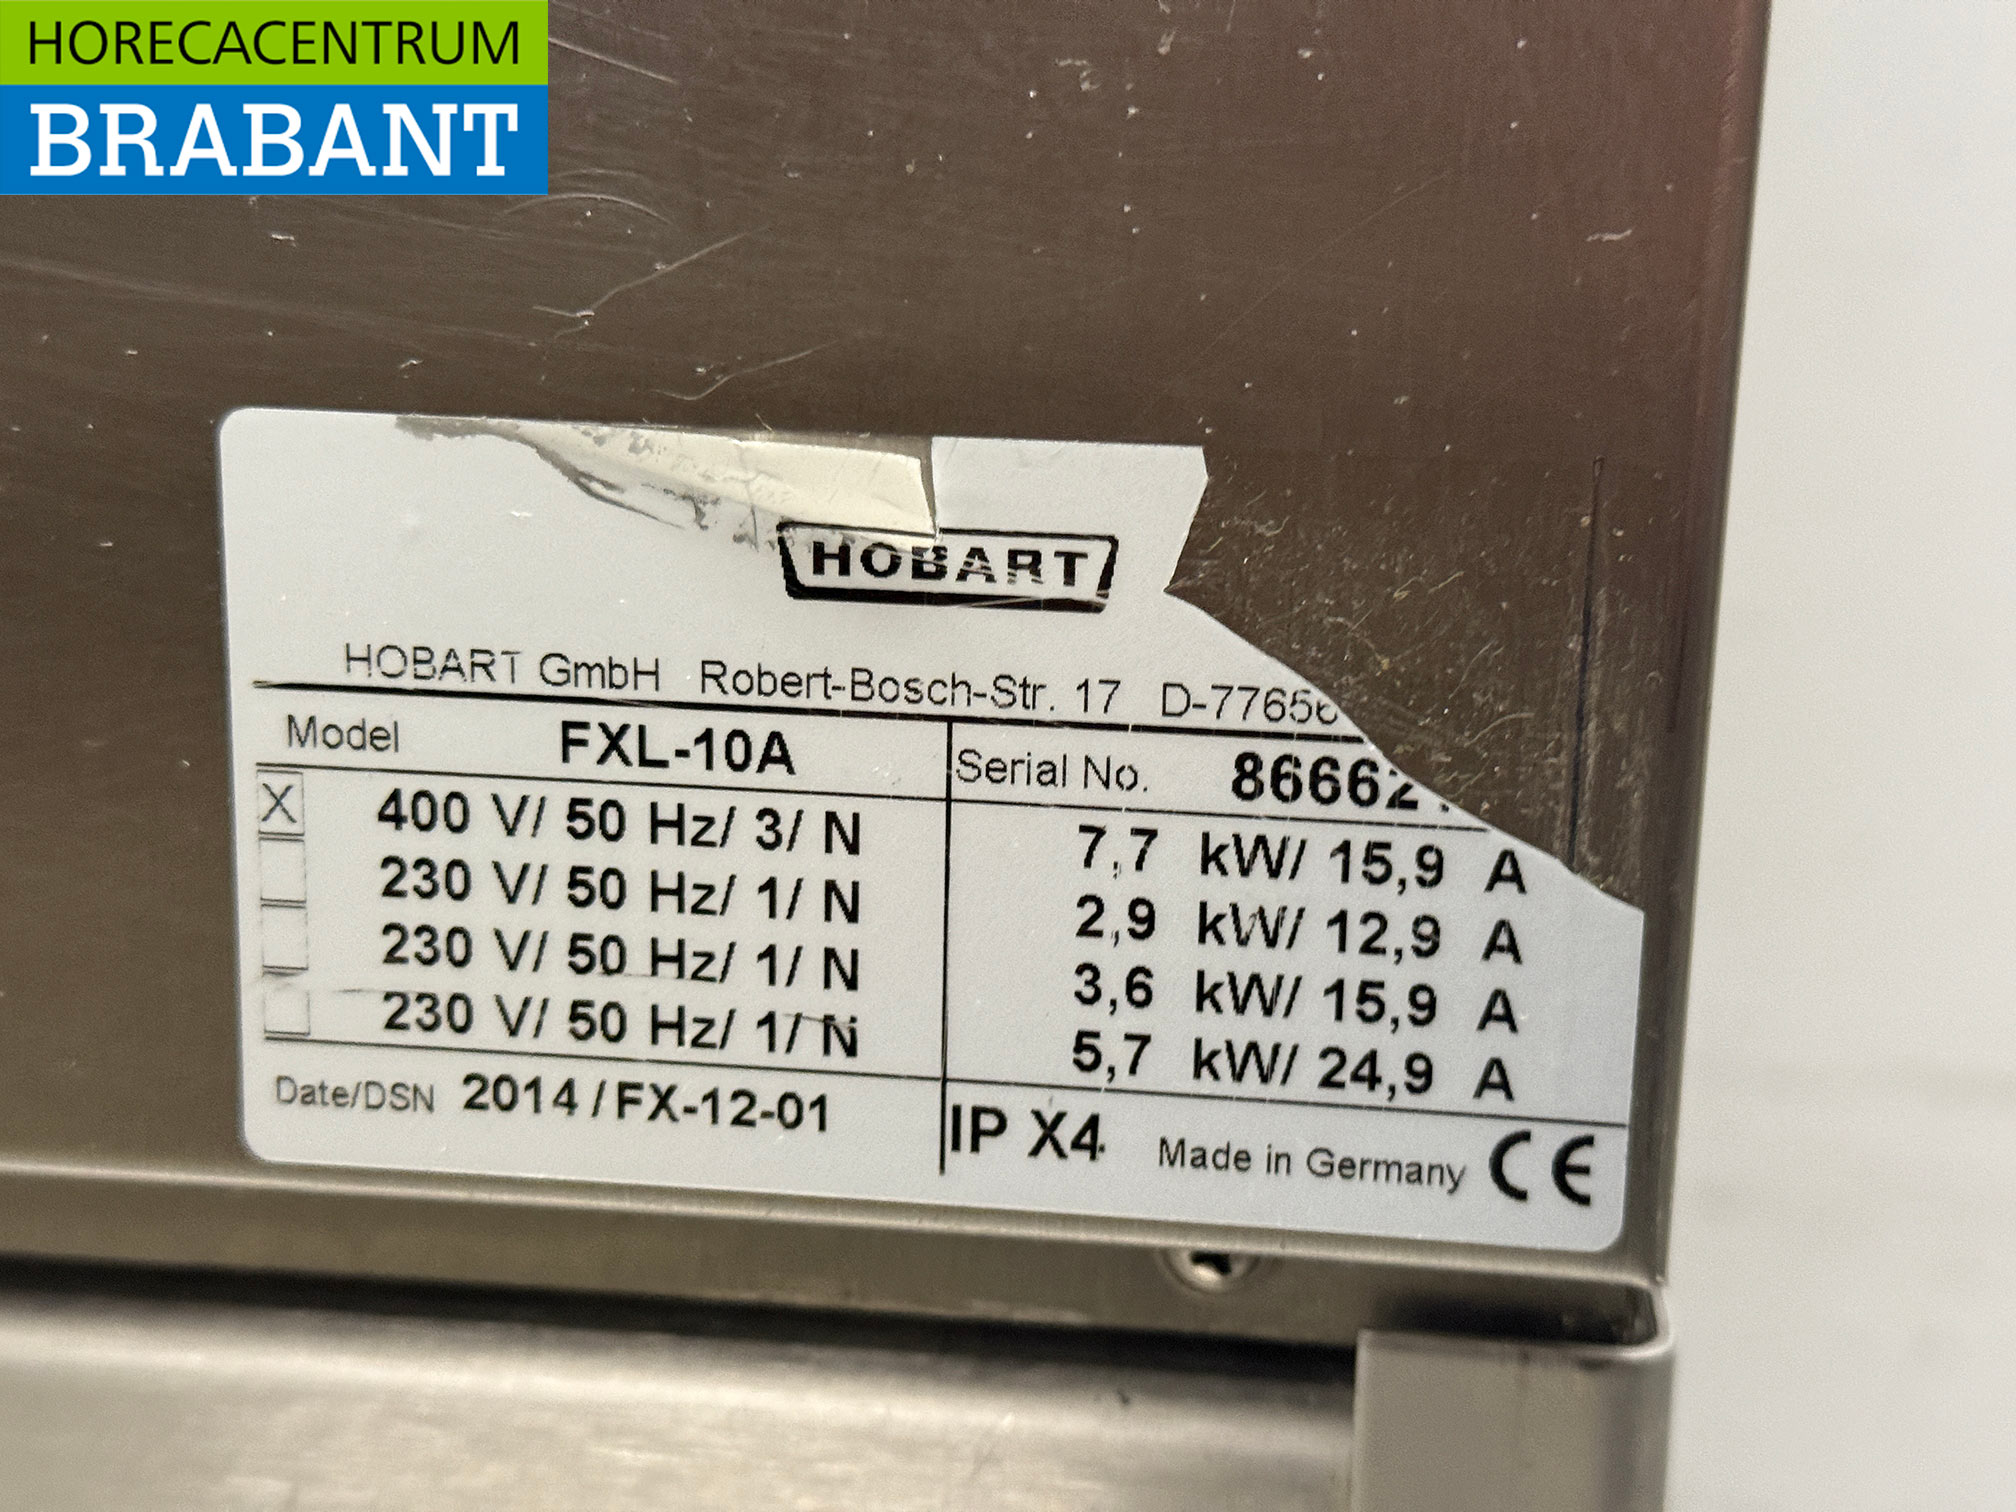 HORECACENTRUM
BRABANT
HOBART
HOBART GmbH Robert-Bosch-Str. 17 D-77656
Model FXL-10A Serial No.
X 400 V/ 50 Hz/ 3/ N 7,7 kW/ 15,9 A
230 V/ 50 Hz/ 1/ N 2,9 kW/ 12,9 A
230 V/ 50 Hz/ 1/ N 3,6 kW/ 15,9 A
230 V/ 50 Hz/ 1/ N 5,7 kW/ 24,9 A
Date/DSN 2014 / FX-12-01 IP X4 Made in Germany CE